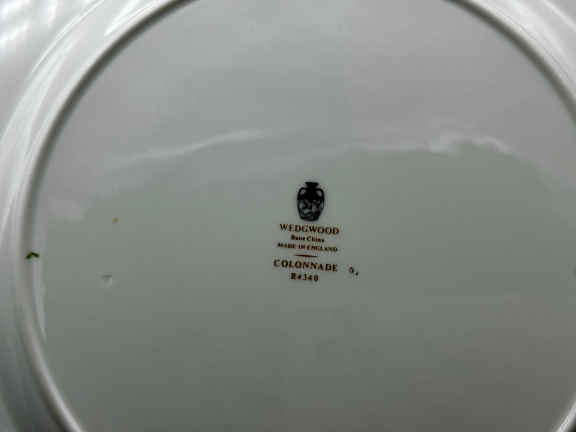 WEDGWOOD
Bone China
MADE IN ENGLAND
COLONNADE
R4340